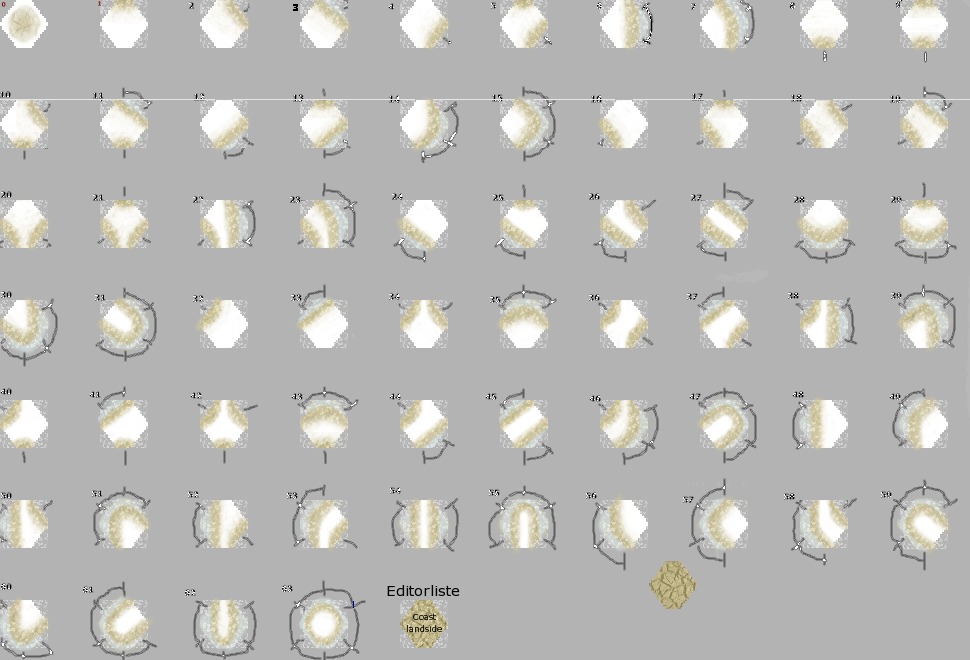 0 1 2 3 4 5 6 7 8 9
10 11 12 13 14 15 16 17 18 19
20 21 22 23 24 25 26 27 28 29
30 31 32 33 34 35 36 37 38 39
40 41 42 43 44 45 46 47 48 49
50 51 52 53 54 55 56 57 58 59
60 61 62 63 Editorliste
Coast
landside